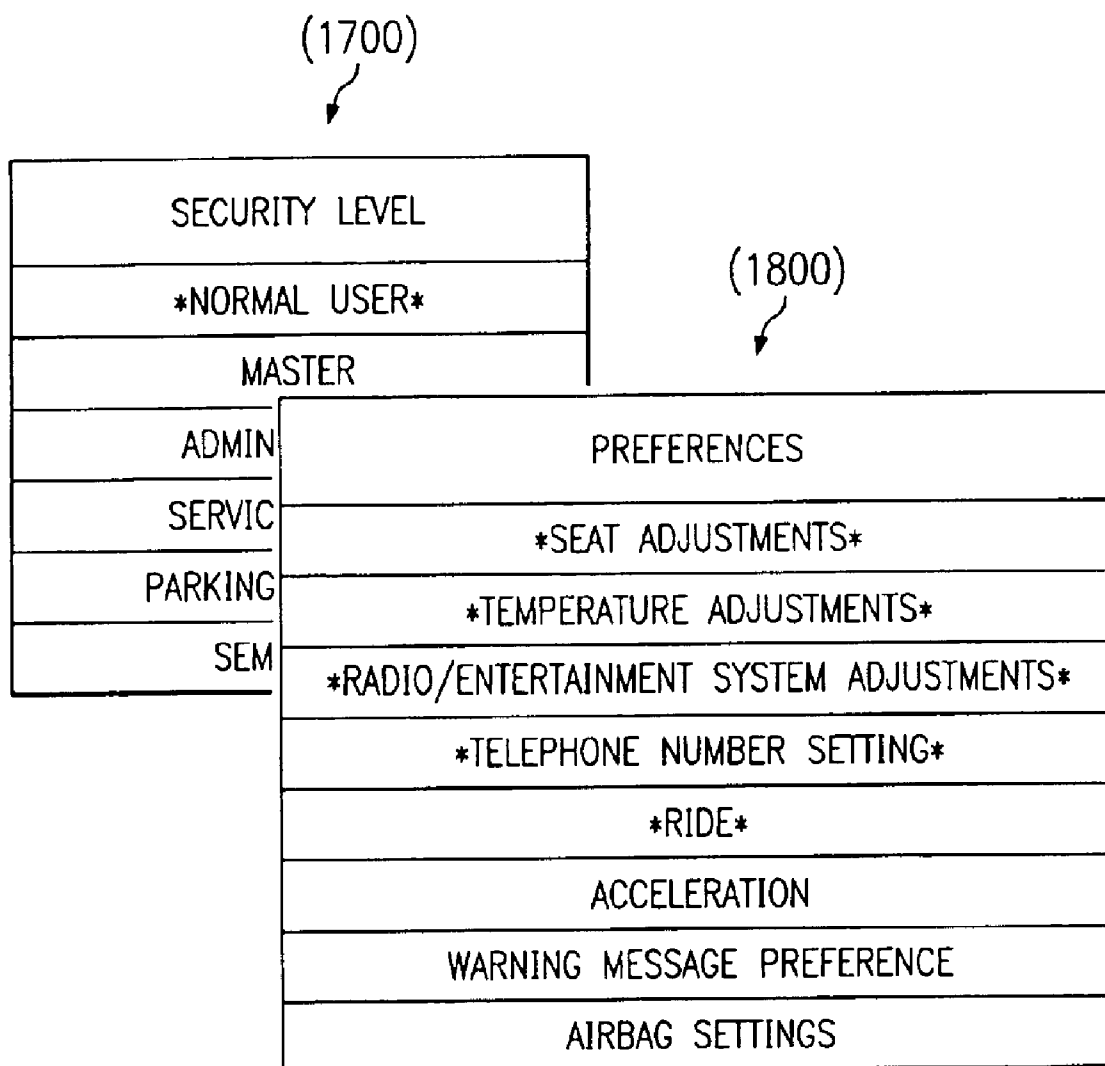 (1700)
SECURITY LEVEL
*NORMAL USER*
MASTER
ADMIN
SERVIC
PARKING
SEM
(1800)
PREFERENCES
*SEAT ADJUSTMENTS*
*TEMPERATURE ADJUSTMENTS*
*RADIO/ENTERTAINMENT SYSTEM ADJUSTMENTS*
*TELEPHONE NUMBER SETTING*
*RIDE*
ACCELERATION
WARNING MESSAGE PREFERENCE
AIRBAG SETTINGS